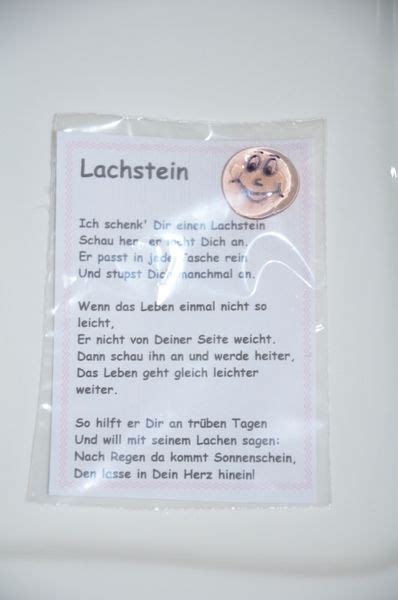 Lachstein
Ich schenk' Dir einen Lachstein
Schau her, er lacht Dich an.
Er passt in jede Tasche rein
Und stupst Dich manchmal an.
Wenn das Leben einmal nicht so
leicht,
Er nicht von Deiner Seite weicht.
Dann schau ihn an und werde heiter,
Das Leben geht gleich leichter
weiter.
So hilft er Dir an trüben Tagen
Und will mit seinem Lachen sagen:
Nach Regen da kommt Sonnenschein,
Den lasse in Dein Herz hinein!